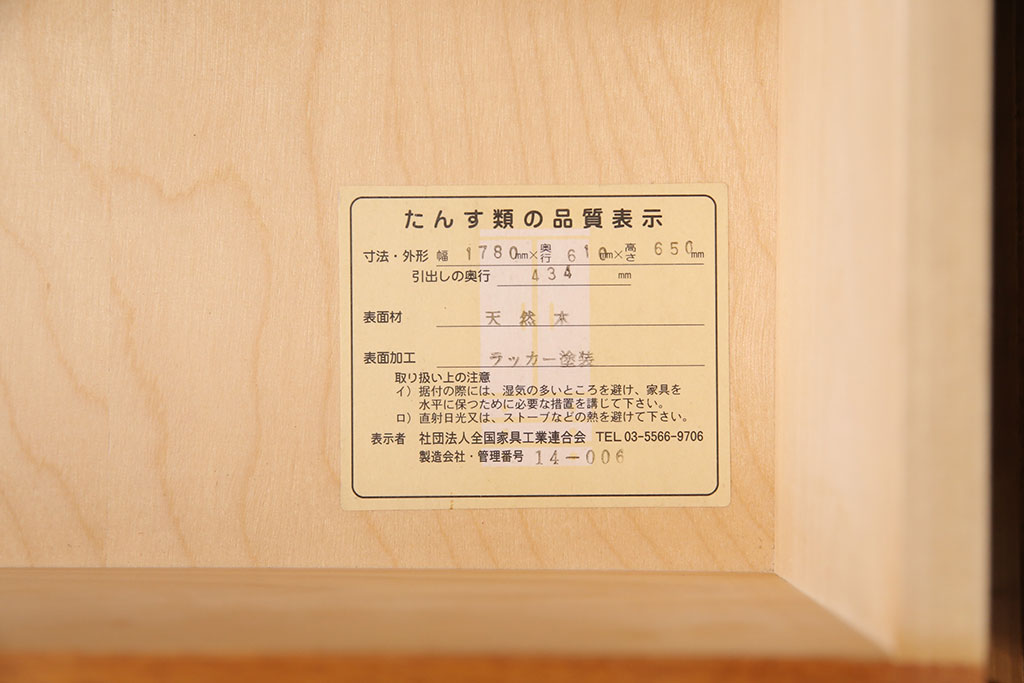 たんす類の品質表示
寸法・外形 幅 1780mm×奥行 610mm×高さ 650mm
引出しの奥行 434 mm
表面材 天然木
表面加工 ラッカー塗装
取り扱い上の注意
イ）据付の際には、湿気の多いところを避け、家具を
水平に保つために必要な措置を講じて下さい。
ロ）直射日光又は、ストーブなどの熱を避けて下さい。
表示者 社団法人全国家具工業連合会 TEL 03-5566-9706
製造会社・管理番号 14-006